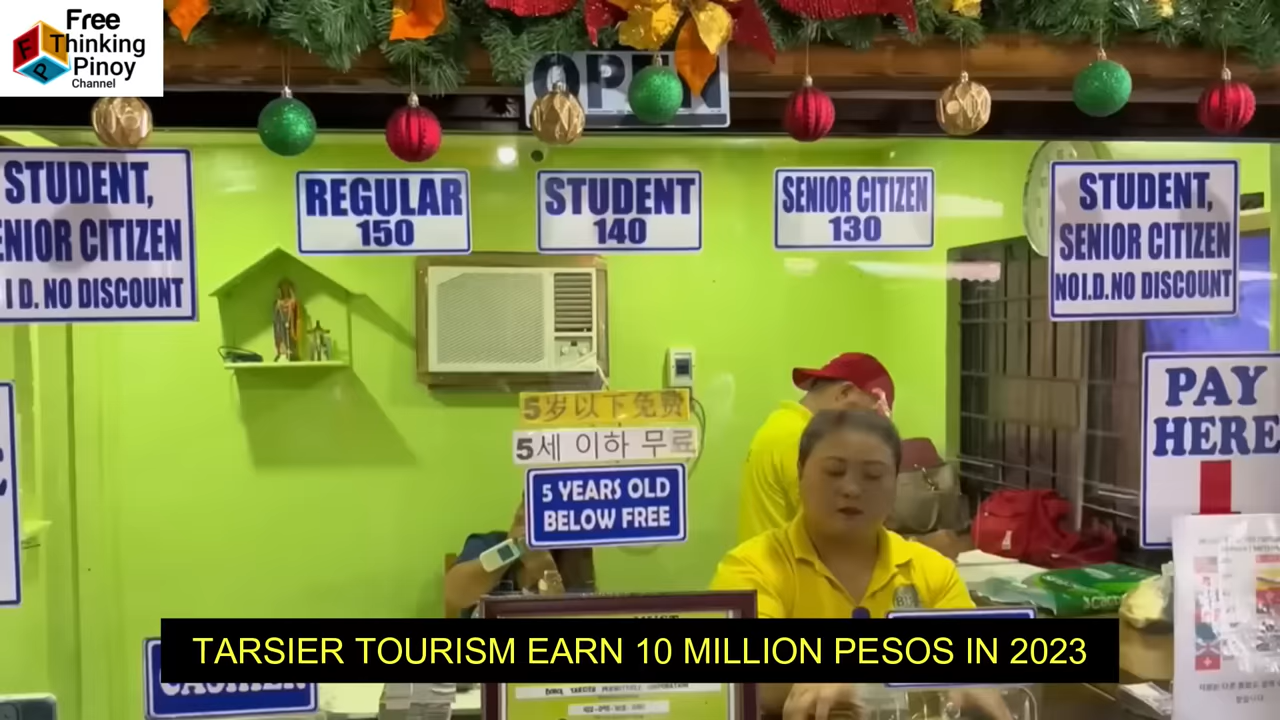 Free
Thinking
Pinoy
Channel
F
T
P
OPEN
STUDENT,
SENIOR CITIZEN
I.D. NO DISCOUNT
REGULAR
150
STUDENT
140
SENIOR CITIZEN
130
STUDENT,
SENIOR CITIZEN
NO I.D. NO DISCOUNT
PAY
HERE
5岁以下免费
5세 이하 무료
5 YEARS OLD
BELOW FREE
CASHIER
TARSIER TOURISM EARN 10 MILLION PESOS IN 2023